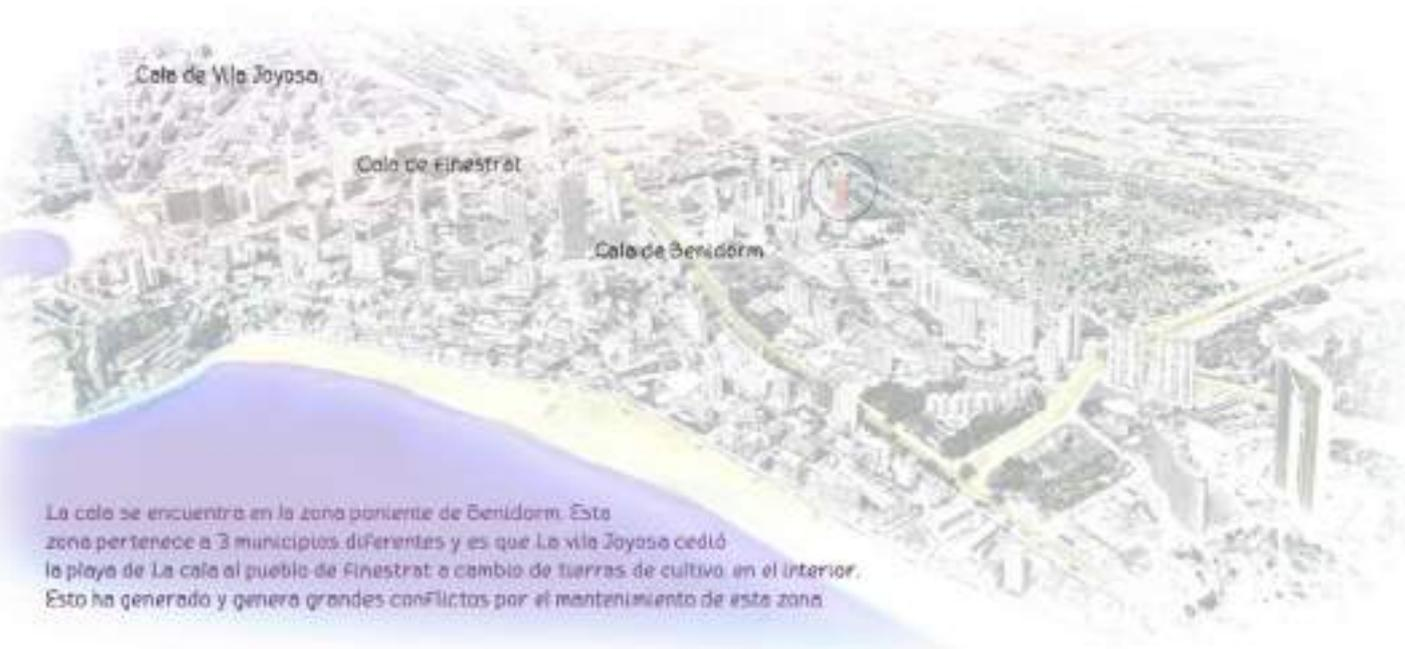 Cala de Vila Joyosa
Cala de Finestrat
Cala de Benidorm
La cala se encuentra en la zona poniente de Benidorm. Esta
zona pertenece a 3 municipios diferentes y es que La vila Joyosa cedió
la playa de La cala al pueblo de Finestrat a cambio de tierras de cultivo en el interior.
Esto ha generado y genera grandes conflictos por el mantenimiento de esta zona